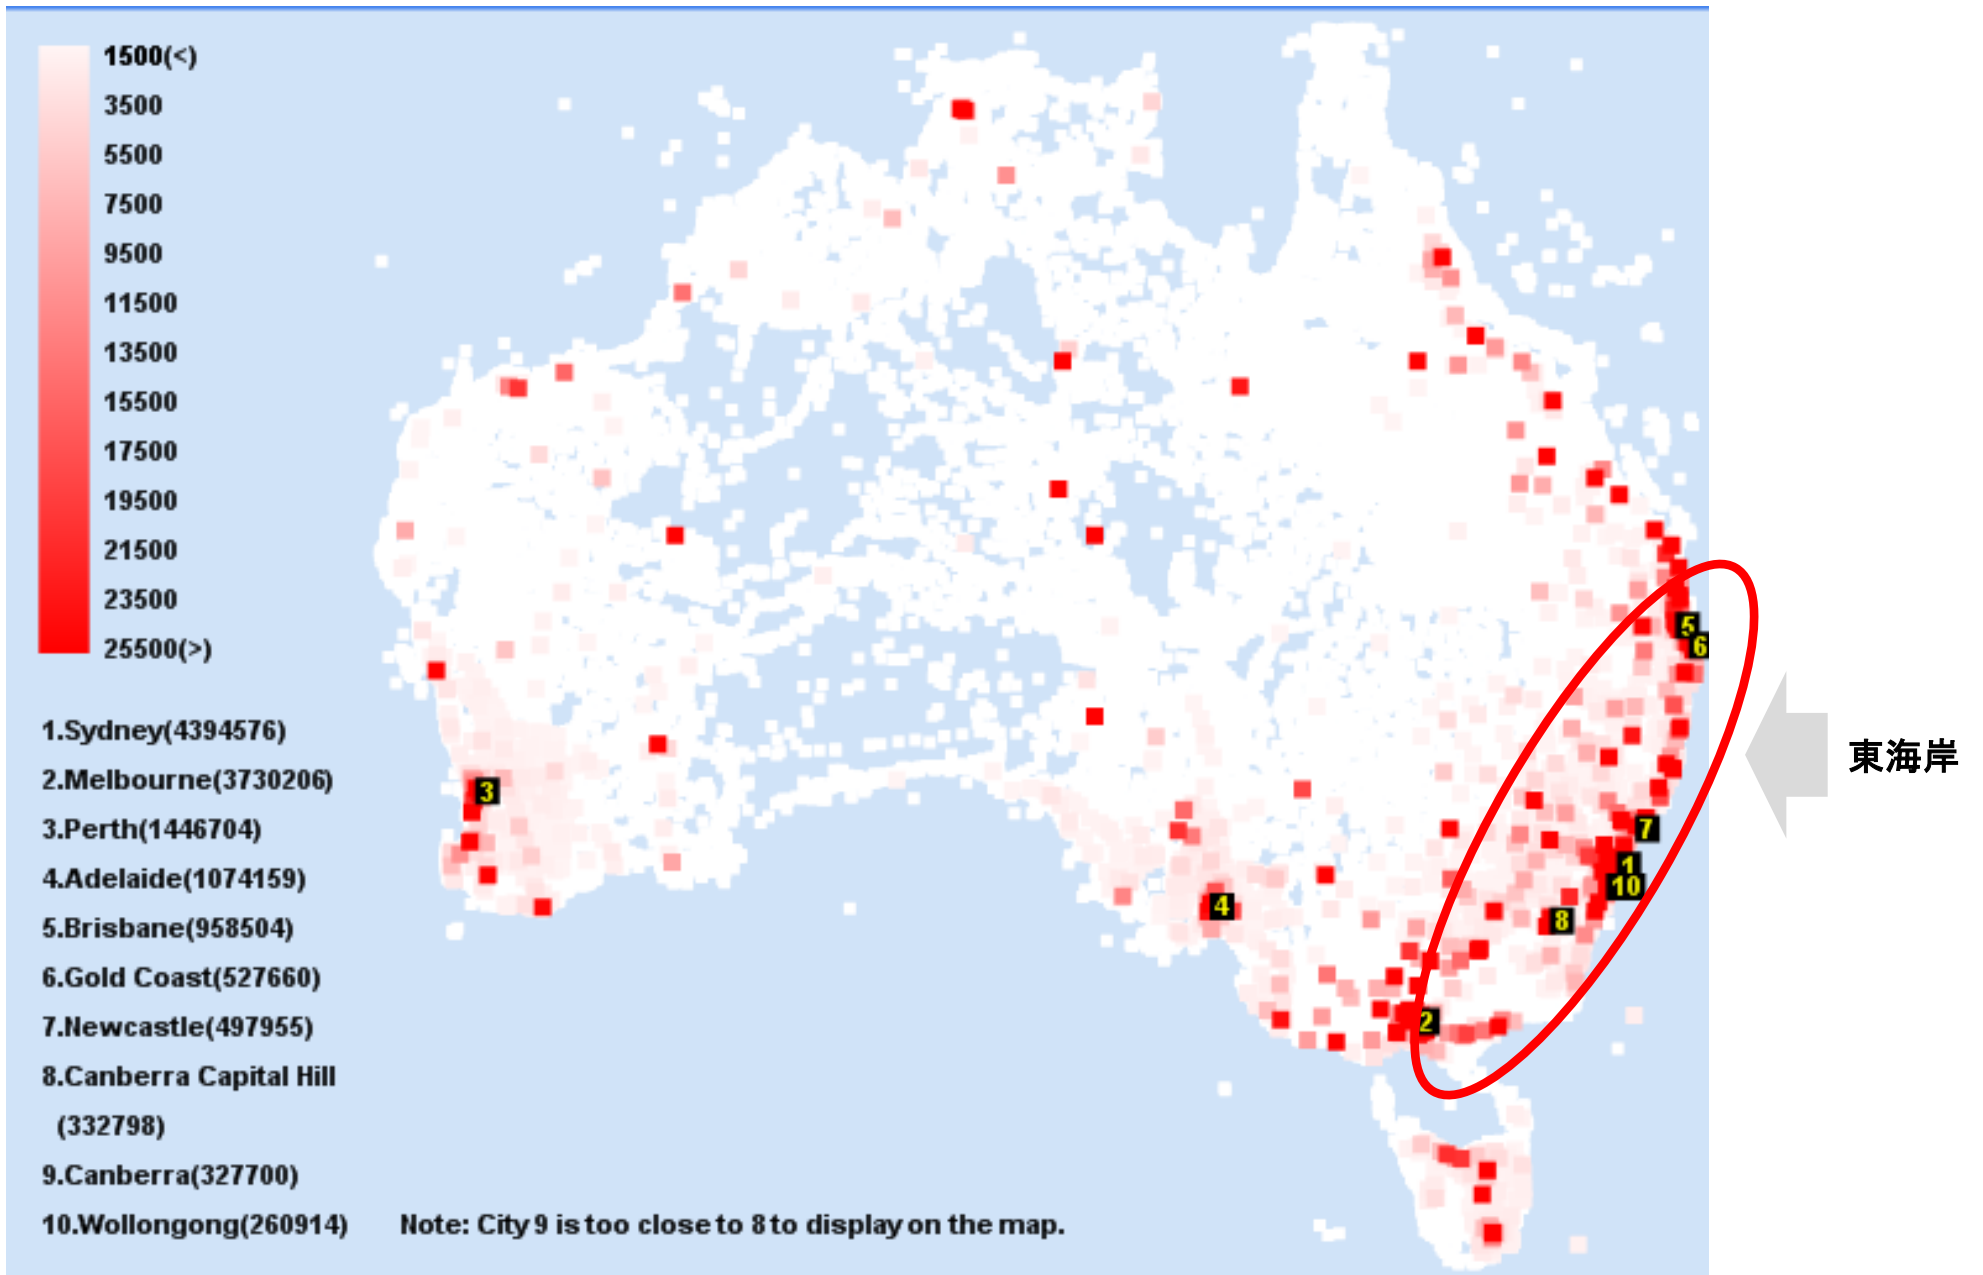 1500(<)
3500
5500
7500
9500
11500
13500
15500
17500
19500
21500
23500
25500(>)
1.Sydney(4394576)
2.Melbourne(3730206)
3.Perth(1446704)
4.Adelaide(1074159)
5.Brisbane(958504)
6.Gold Coast(527660)
7.Newcastle(497955)
8.Canberra Capital Hill
(332798)
9.Canberra(327700)
10.Wollongong(260914)
Note: City 9 is too close to 8 to display on the map.
5
6
東海岸
3
7
1
10
4
8
2